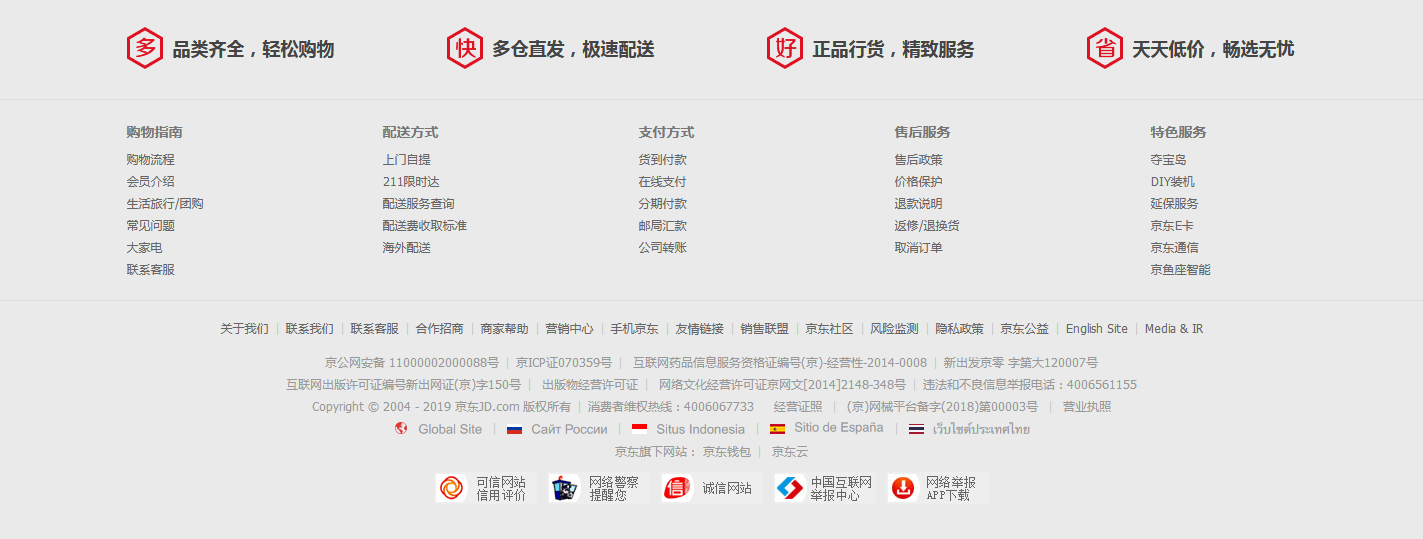 多 品类齐全，轻松购物
快 多仓直发，极速配送
好 正品行货，精致服务
省 天天低价，畅选无忧
购物指南
购物流程
会员介绍
生活旅行/团购
常见问题
大家电
联系客服
配送方式
上门自提
211限时达
配送服务查询
配送费收取标准
海外配送
支付方式
货到付款
在线支付
分期付款
邮局汇款
公司转账
售后服务
售后政策
价格保护
退款说明
返修/退换货
取消订单
特色服务
夺宝岛
DIY装机
延保服务
京东E卡
京东通信
京鱼座智能
关于我们 | 联系我们 | 联系客服 | 合作招商 | 商家帮助 | 营销中心 | 手机京东 | 友情链接 | 销售联盟 | 京东社区 | 风险监测 | 隐私政策 | 京东公益 | English Site | Media & IR
京公网安备 11000002000088号 | 京ICP证070359号 | 互联网药品信息服务资格证编号(京)-经营性-2014-0008 | 新出发京零 字第大120007号
互联网出版许可证编号新出网证(京)字150号 | 出版物经营许可证 | 网络文化经营许可证京网文[2014]2148-348号 | 违法和不良信息举报电话：4006561155
Copyright © 2004 - 2019 京东JD.com 版权所有 | 消费者维权热线：4006067733 经营证照 | (京)网械平台备字(2018)第00003号 | 营业执照
Global Site | Сайт России | Situs Indonesia | Sitio de España | เว็บไซต์ประเทศไทย
京东旗下网站： 京东钱包 | 京东云
可信网站
信用评价
网络警察
提醒您
信 诚信网站
中国互联网
举报中心
网络举报
APP下载